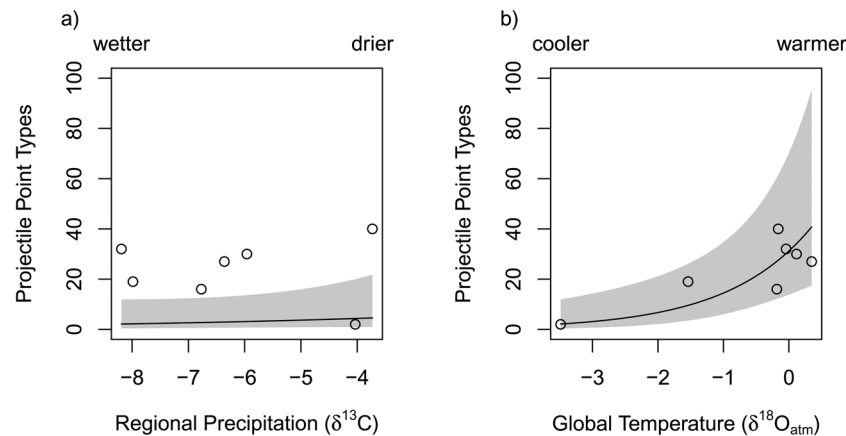 a)
wetter drier
Projectile Point Types
100
80
60
40
20
0
−8 −7 −6 −5 −4
Regional Precipitation (δ¹³C)
b)
cooler warmer
Projectile Point Types
100
80
60
40
20
0
−3 −2 −1 0
Global Temperature (δ¹⁸Oₐₜₘ)